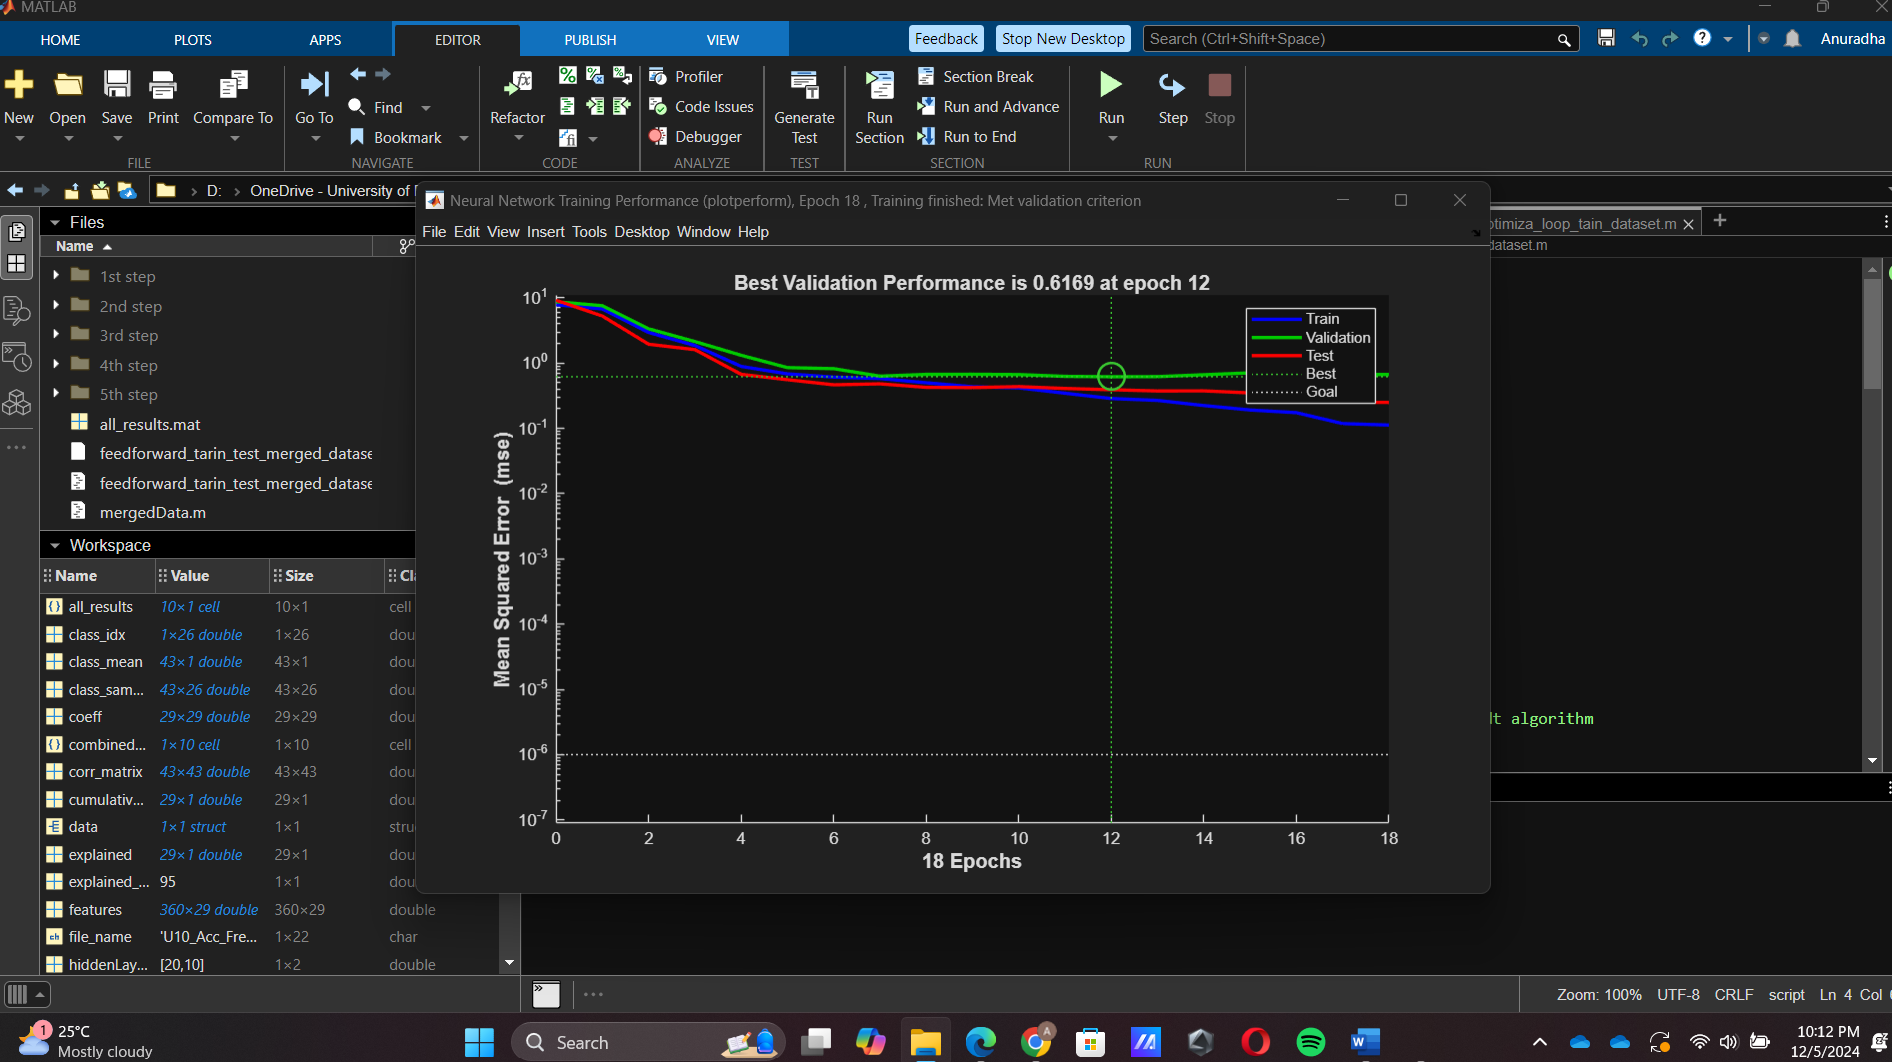 MATLAB
HOME PLOTS APPS EDITOR PUBLISH VIEW Feedback Stop New Desktop Search (Ctrl+Shift+Space) Anuradha
New Open Save Print Compare To Go To Find Bookmark Refactor Profiler Code Issues Debugger Generate Test Run Section Section Break Run and Advance Run to End Run Step Stop
FILE NAVIGATE CODE ANALYZE TEST SECTION RUN
D: › OneDrive - University of
Files
Name
1st step
2nd step
3rd step
4th step
5th step
all_results.mat
feedforward_tarin_test_merged_datase
feedforward_tarin_test_merged_datase
mergedData.m
Workspace
Name Value Size
all_results 10×1 cell 10×1 cell
class_idx 1×26 double 1×26 dou
class_mean 43×1 double 43×1 dou
class_sam... 43×26 double 43×26 dou
coeff 29×29 double 29×29 dou
combined... 1×10 cell 1×10 cell
corr_matrix 43×43 double 43×43 dou
cumulativ... 29×1 double 29×1 dou
data 1×1 struct 1×1 stru
explained 29×1 double 29×1 dou
explained_... 95 1×1 dou
features 360×29 double 360×29 double
file_name 'U10_Acc_Fre... 1×22 char
hiddenLay... [20,10] 1×2 double
Neural Network Training Performance (plotperform), Epoch 18 , Training finished: Met validation criterion
File Edit View Insert Tools Desktop Window Help
Best Validation Performance is 0.6169 at epoch 12
Mean Squared Error (mse)
10^1
10^0
10^-1
10^-2
10^-3
10^-4
10^-5
10^-6
10^-7
Train
Validation
Test
Best
Goal
0 2 4 6 8 10 12 14 16 18
18 Epochs
timiza_loop_tain_dataset.m
dataset.m
dt algorithm
Zoom: 100% UTF-8 CRLF script Ln 4 Col
1
25°C
Mostly cloudy
Search
A
10:12 PM
12/5/2024